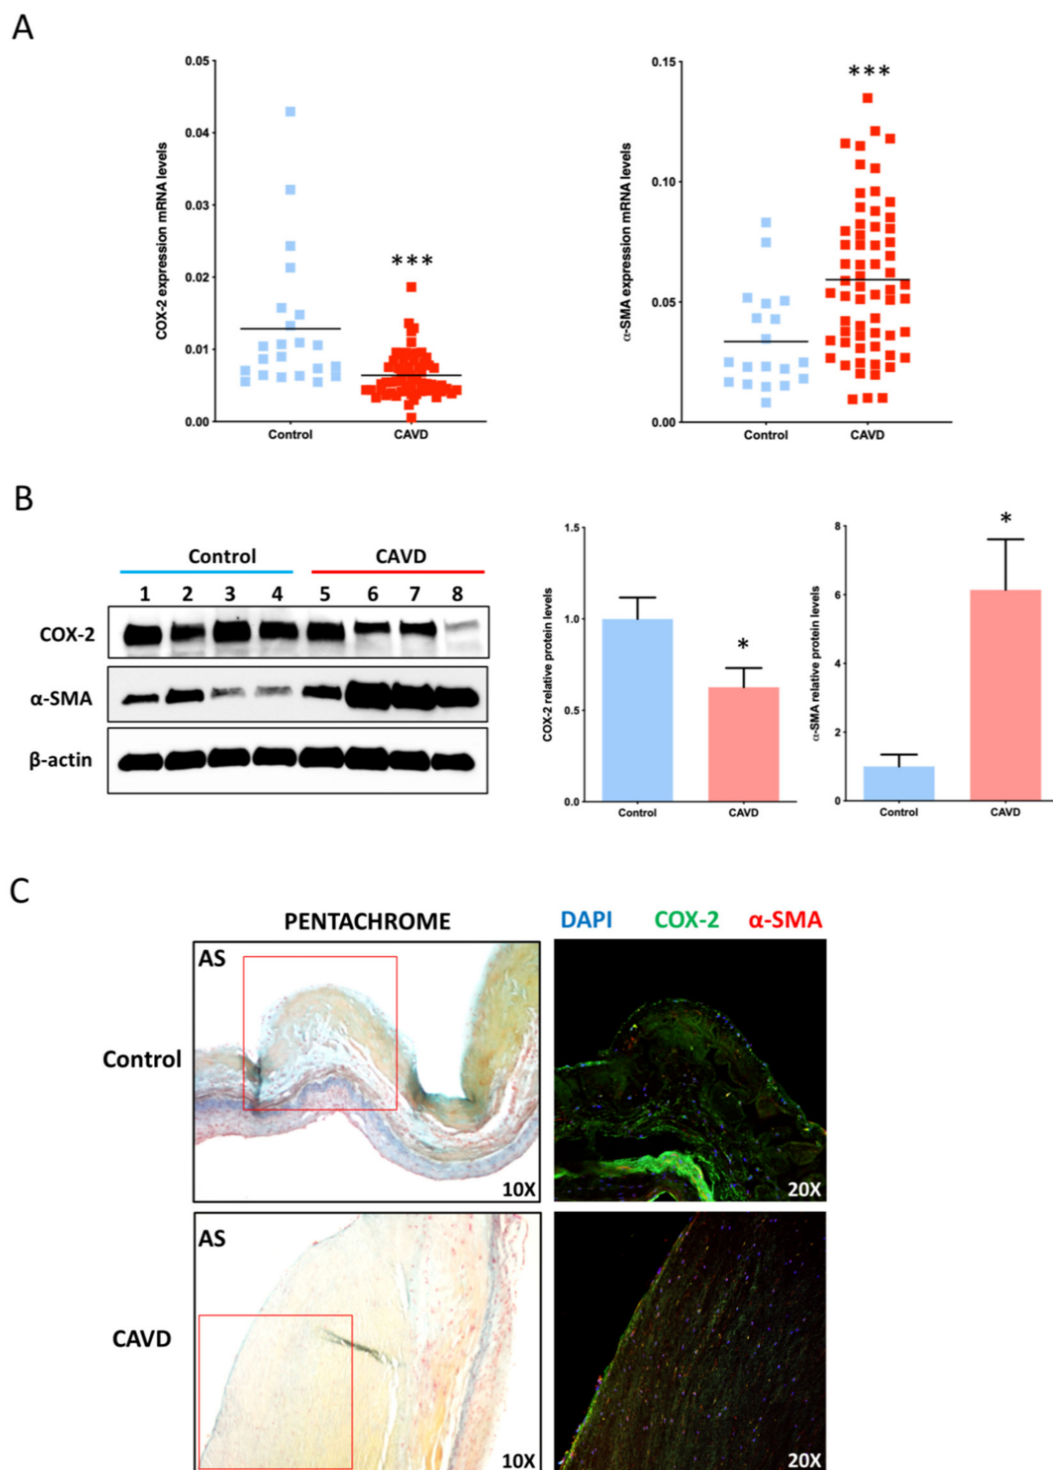 A
COX-2 expression mRNA levels
0.05
0.04
0.03
0.02
0.01
0.00
***
Control
CAVD
α-SMA expression mRNA levels
0.15
0.10
0.05
0.00
***
Control
CAVD
B
Control
CAVD
1 2 3 4 5 6 7 8
COX-2
α-SMA
β-actin
COX-2 relative protein levels
1.5
1.0
0.5
0.0
*
Control
CAVD
α-SMA relative protein levels
8
6
4
2
0
*
Control
CAVD
C
PENTACHROME
DAPI COX-2 α-SMA
Control
AS
10X
20X
CAVD
AS
10X
20X